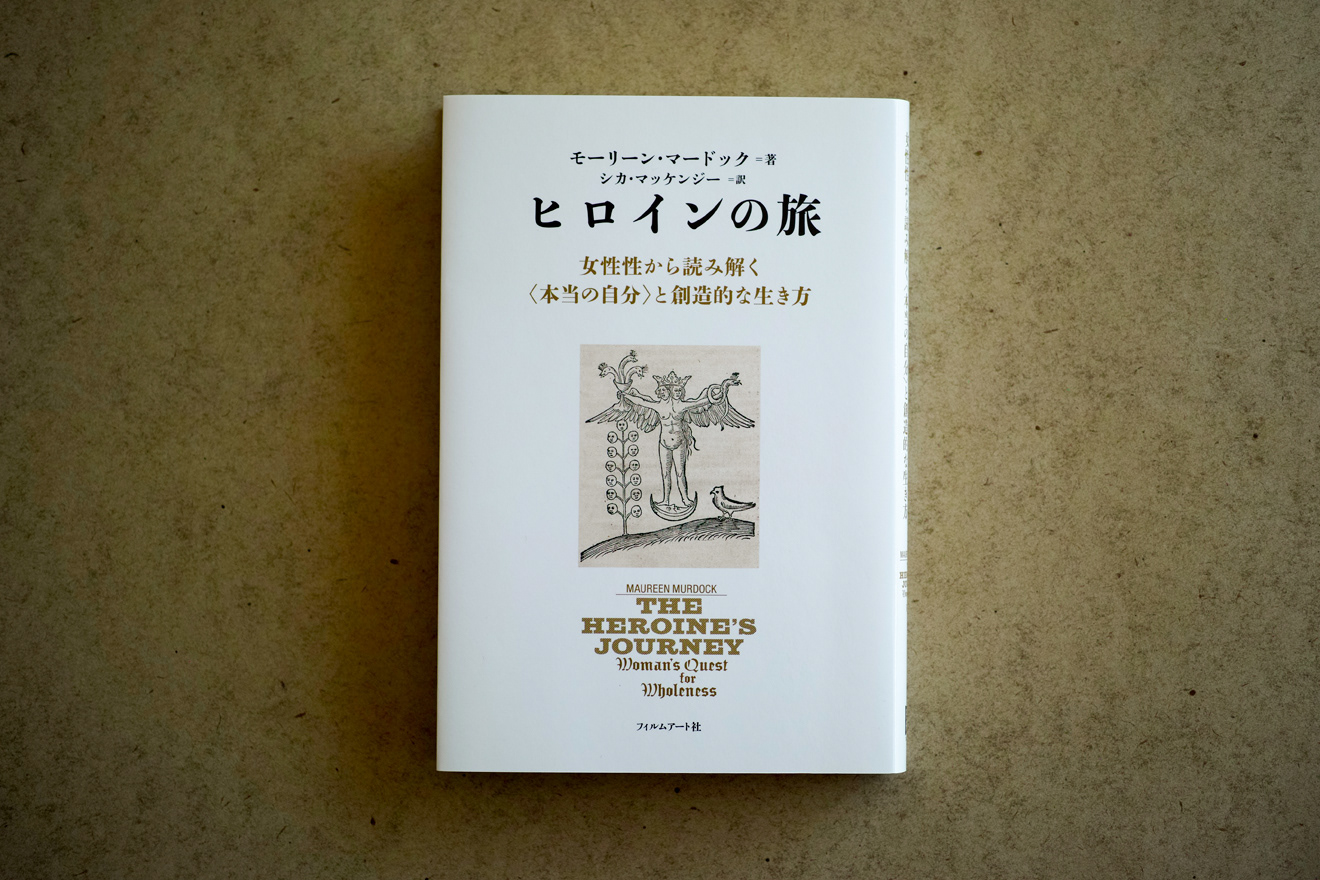 モーリーン・マードック=著
シカ・マッケンジー=訳
ヒロインの旅
女性性から読み解く
〈本当の自分〉と創造的な生き方
MAUREEN MURDOCK
THE
HEROINE'S
JOURNEY
Woman's Quest
for
Wholeness
フィルムアート社